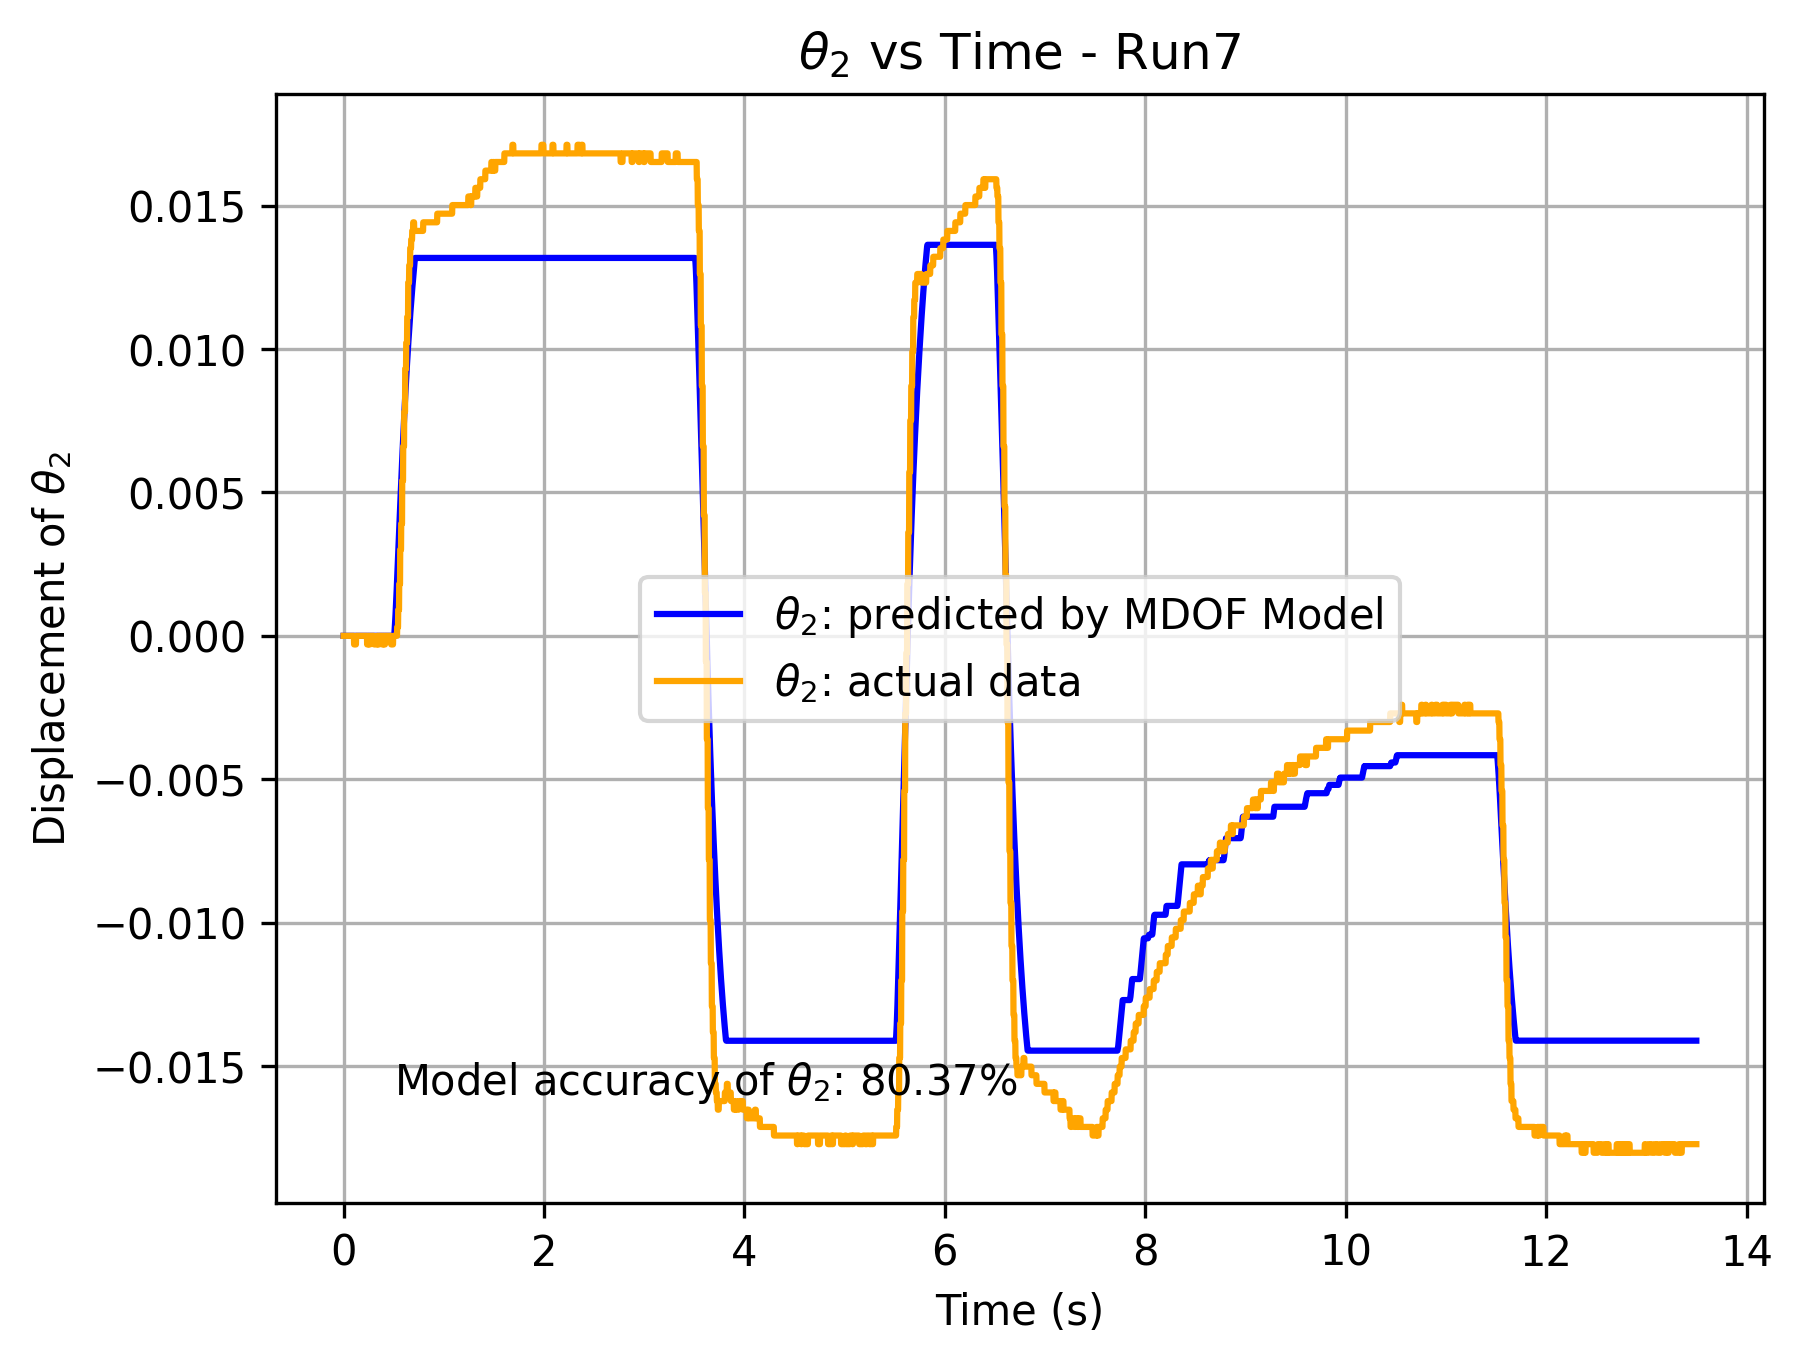 θ₂ vs Time - Run7
Displacement of θ₂
0.015
0.010
0.005
0.000
−0.005
−0.010
−0.015
θ₂: predicted by MDOF Model
θ₂: actual data
Model accuracy of θ₂: 80.37%
0 2 4 6 8 10 12 14
Time (s)